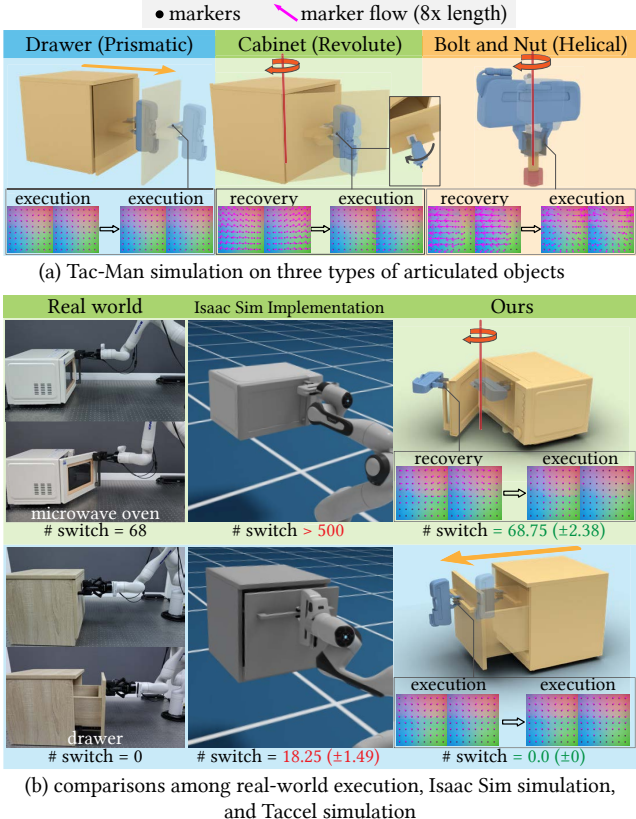 markers marker flow (8x length)
Drawer (Prismatic) Cabinet (Revolute) Bolt and Nut (Helical)
execution execution recovery execution recovery execution
(a) Tac-Man simulation on three types of articulated objects
Real world Isaac Sim Implementation Ours
recovery execution
microwave oven
# switch = 68 # switch > 500 # switch = 68.75 (±2.38)
execution execution
drawer
# switch = 0 # switch = 18.25 (±1.49) # switch = 0.0 (±0)
(b) comparisons among real-world execution, Isaac Sim simulation,
and Taccel simulation